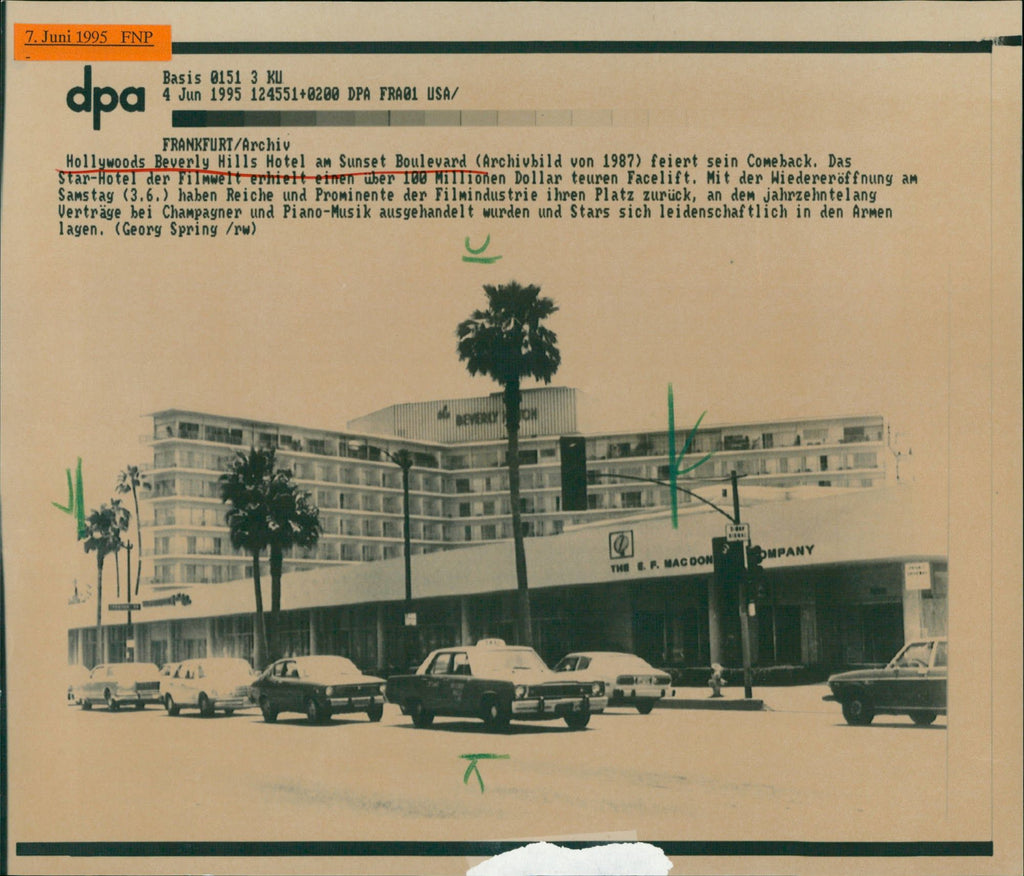 7. Juni 1995 FNP
dpa
Basis 0151 3 KU
4 Jun 1995 124551+0200 DPA FRA01 USA/
FRANKFURT/Archiv
Hollywoods Beverly Hills Hotel am Sunset Boulevard (Archivbild von 1987) feiert sein Comeback. Das
Star-Hotel der Filmwelt erhielt einen über 100 Millionen Dollar teuren Facelift. Mit der Wiedereröffnung am
Samstag (3.6.) haben Reiche und Prominente der Filmindustrie ihren Platz zurück, an dem jahrzehntelang
Verträge bei Champagner und Piano-Musik ausgehandelt wurden und Stars sich leidenschaftlich in den Armen
lagen. (Georg Spring /rw)
the BEVERLY
THE E. F. MACDON OMPANY